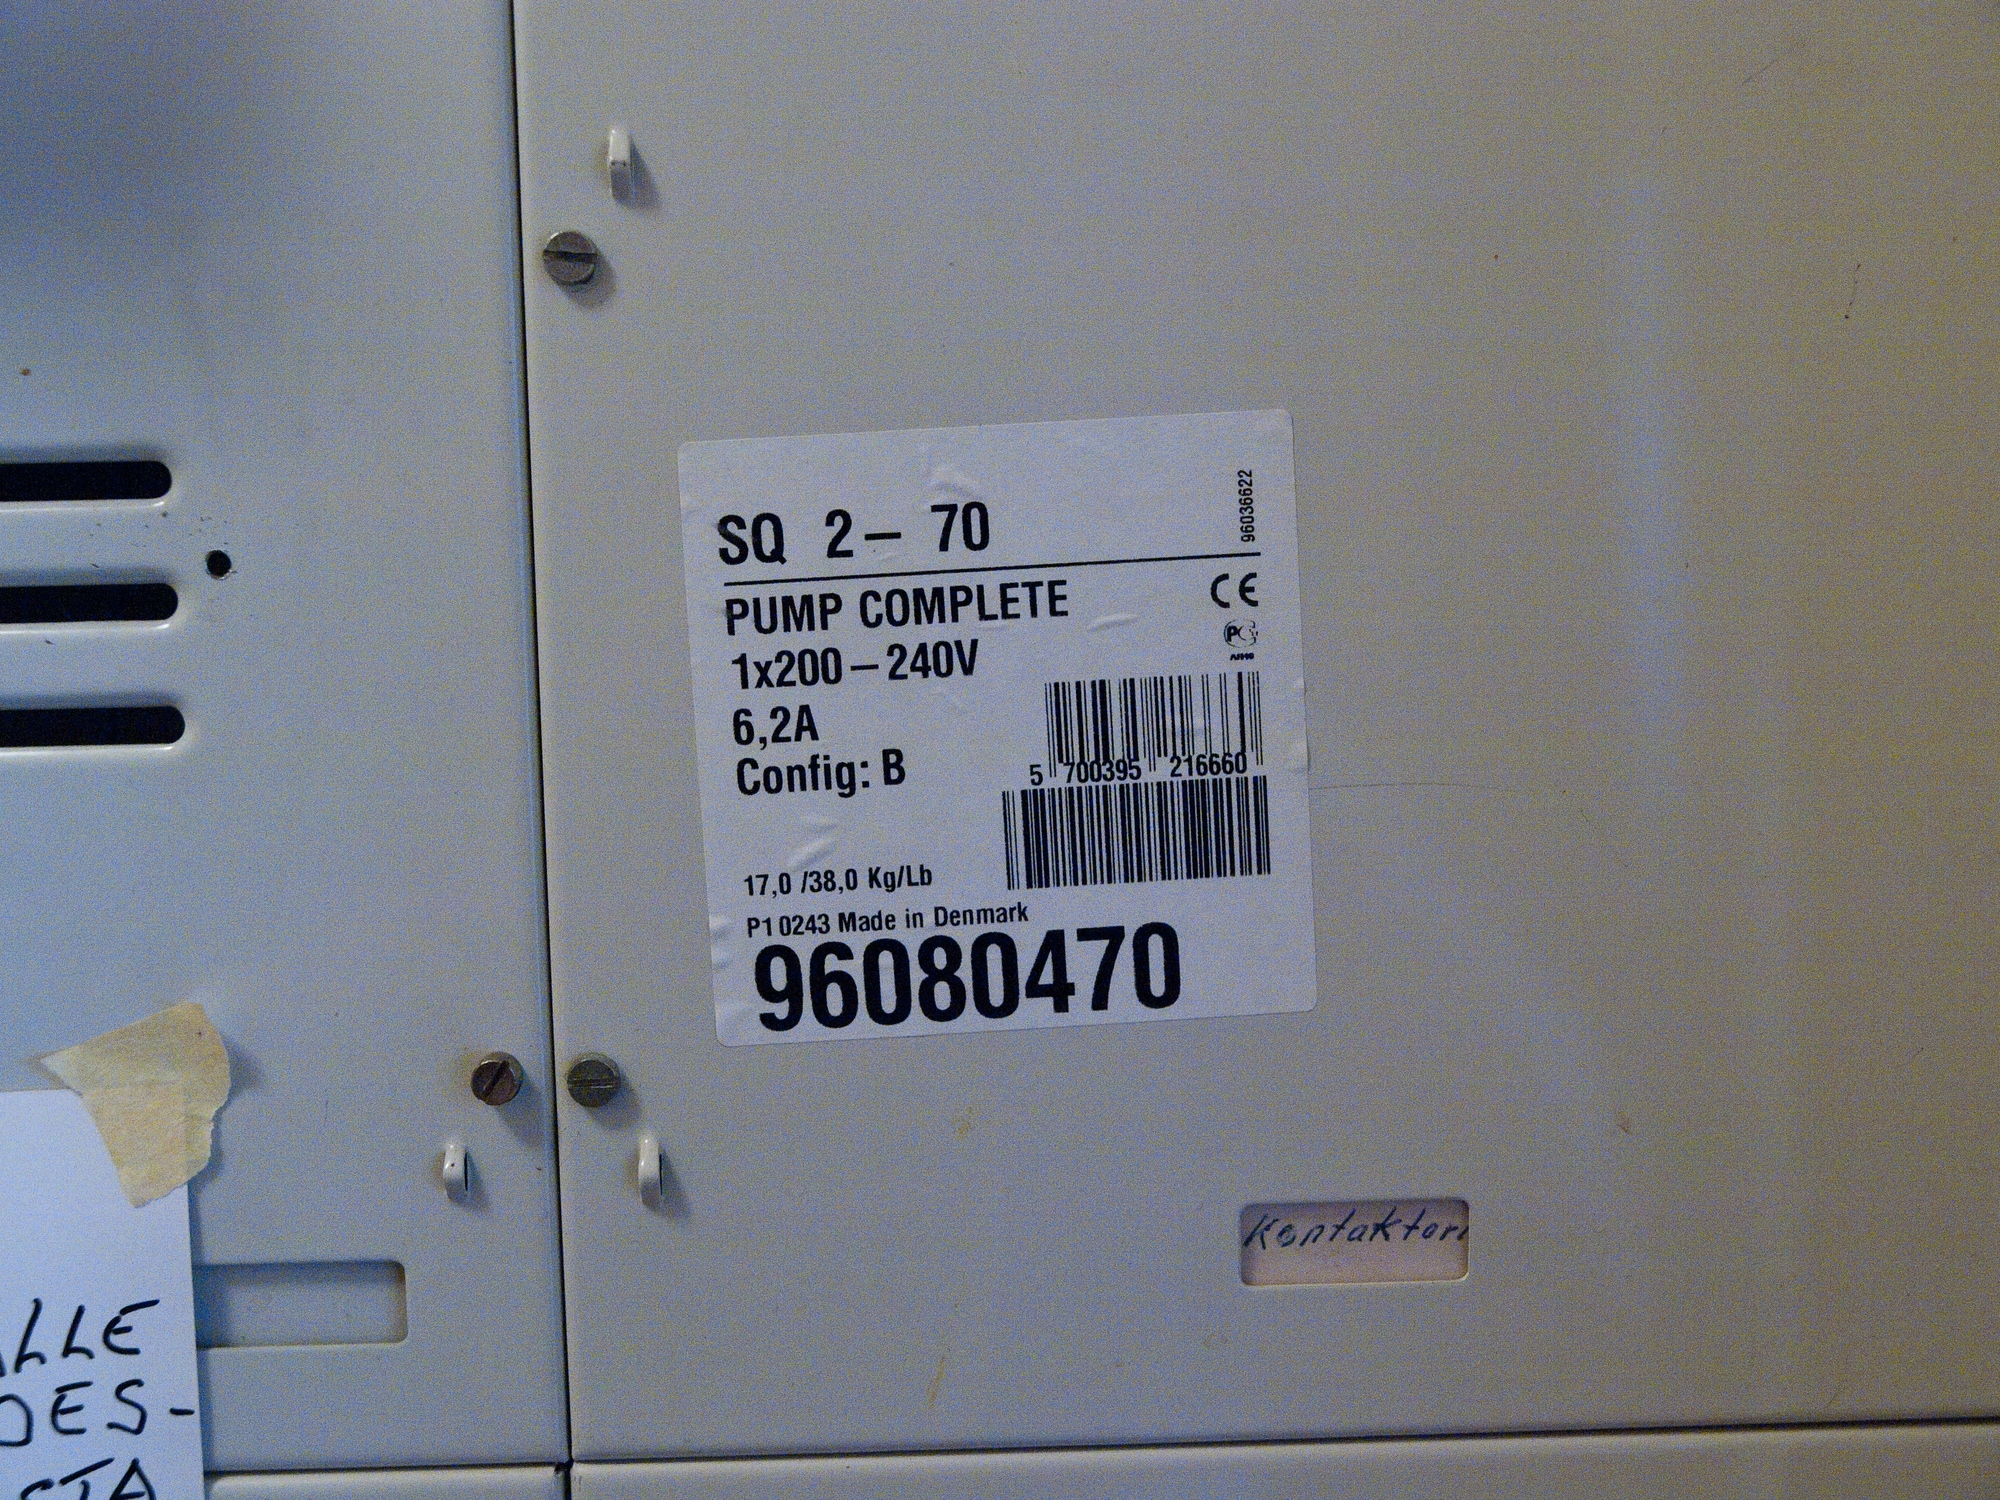 SQ 2- 70
96036622
PUMP COMPLETE
CE
1x200-240V
6,2A
Config: B
5 700395 216660
17,0 /38,0 Kg/Lb
P1 0243 Made in Denmark
96080470
Kontaktori
LLE
DES-
STA